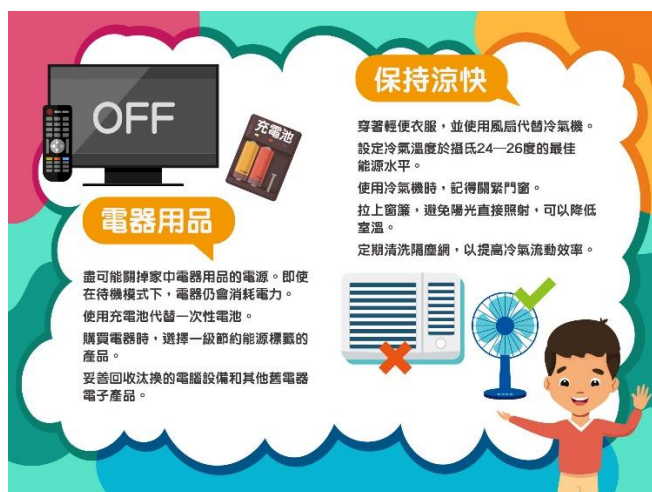 OFF
充電池
電器用品
盡可能關掉家中電器用品的電源。即使
在待機模式下，電器仍會消耗電力。
使用充電池代替一次性電池。
購買電器時，選擇一級節約能源標籤的
產品。
妥善回收汰換的電腦設備和其他舊電器
電子產品。
保持涼快
穿著輕便衣服，並使用風扇代替冷氣機。
設定冷氣溫度於攝氏24—26度的最佳
能源水平。
使用冷氣機時，記得關緊門窗。
拉上窗簾，避免陽光直接照射，可以降低
室溫。
定期清洗隔塵網，以提高冷氣流動效率。